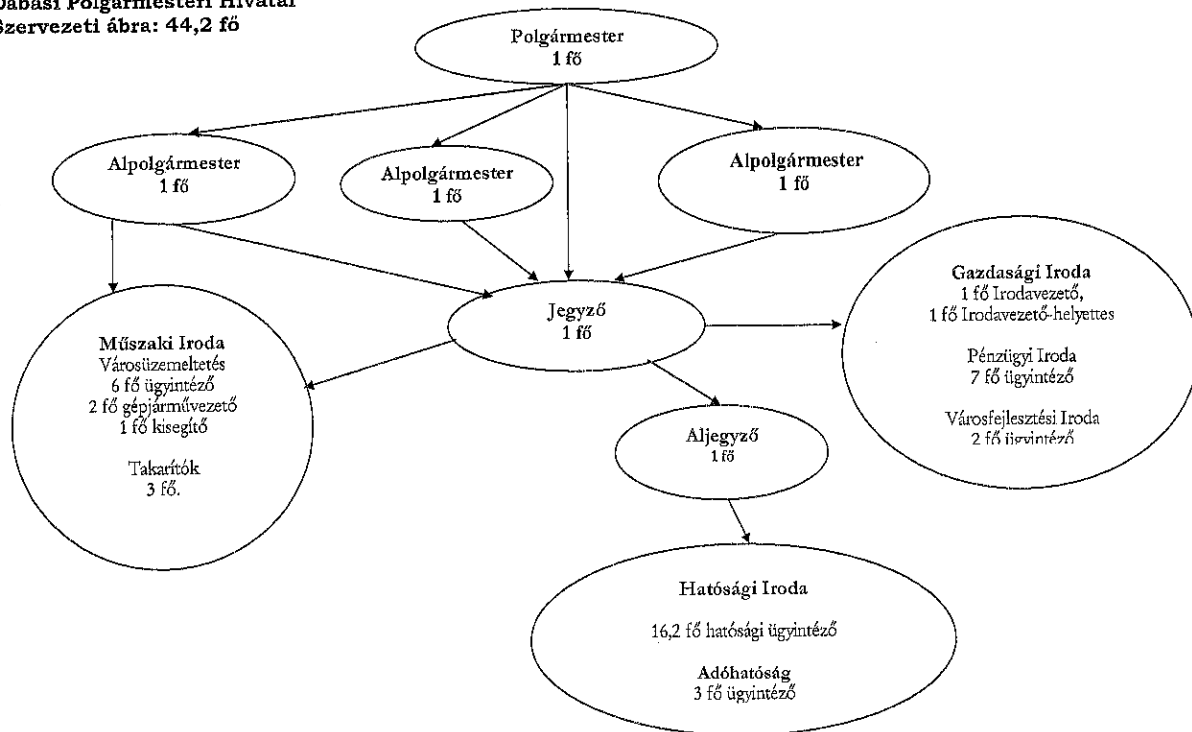 Dabasi Polgármesteri Hivatal
Szervezeti ábra: 44,2 fő
Polgármester
1 fő
Alpolgármester
1 fő
Alpolgármester
1 fő
Alpolgármester
1 fő
Jegyző
1 fő
Gazdasági Iroda
1 fő Irodavezető,
1 fő Irodavezető-helyettes
Pénzügyi Iroda
7 fő ügyintéző
Városfejlesztési Iroda
2 fő ügyintéző
Műszaki Iroda
Városüzemeltetés
6 fő ügyintéző
2 fő gépjárművezető
1 fő kisegítő
Takarítók
3 fő.
Aljegyző
1 fő
Hatósági Iroda
16,2 fő hatósági ügyintéző
Adóhatóság
3 fő ügyintéző